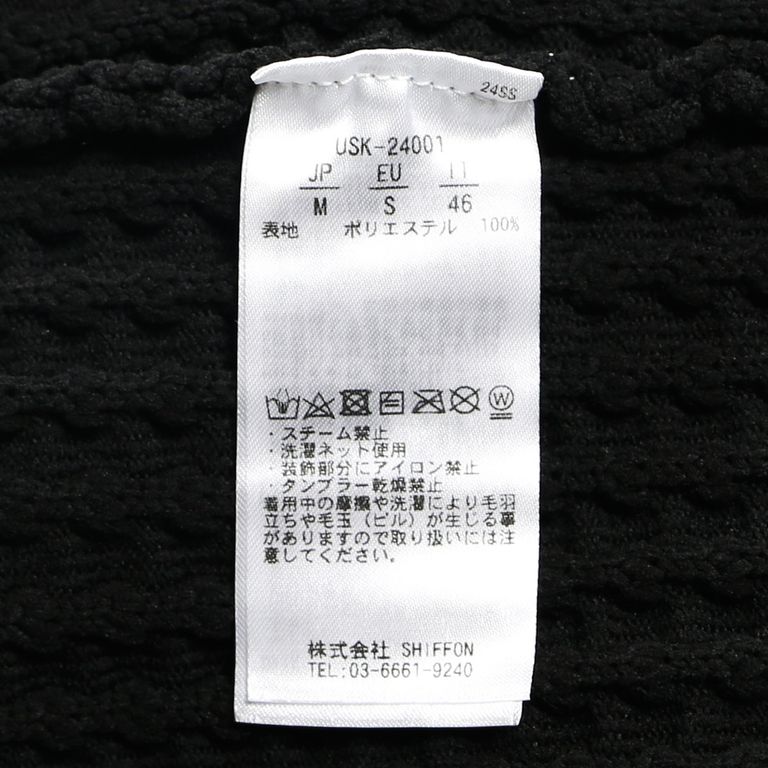 24SS
USK-24001
JP EU IT
M S 46
表地 ポリエステル 100%
W
・スチーム禁止
・洗濯ネット使用
・装飾部分にアイロン禁止
・タンブラー乾燥禁止
着用中の摩擦や洗濯により毛羽
立ちや毛玉（ピル）が生じる事
がありますので取り扱いには注
意してください。
株式会社 SHIFFON
TEL:03-6661-9240